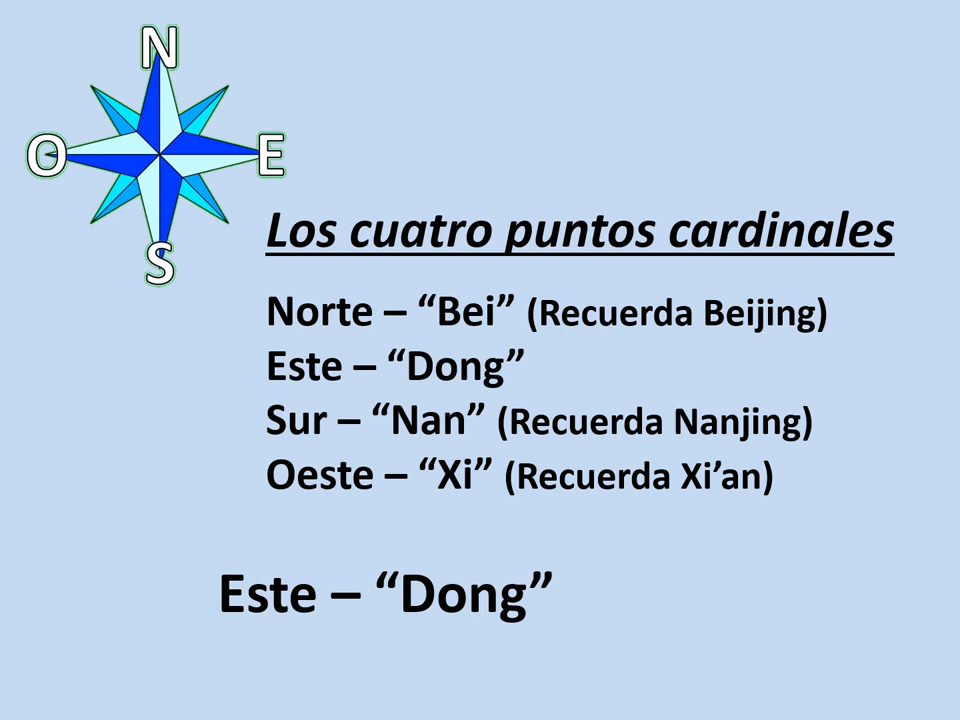 N
O
E
S
Los cuatro puntos cardinales
Norte – “Bei” (Recuerda Beijing)
Este – “Dong”
Sur – “Nan” (Recuerda Nanjing)
Oeste – “Xi” (Recuerda Xi’an)
Este – “Dong”